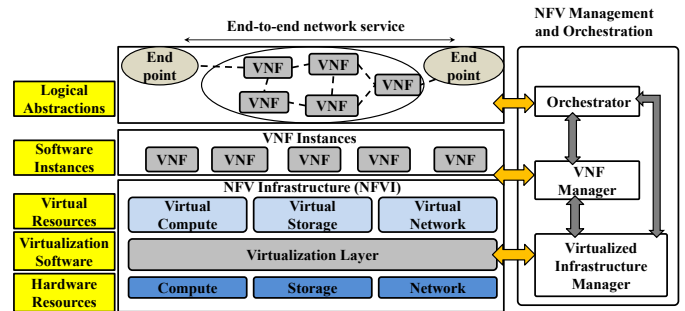 End-to-end network service
NFV Management
and Orchestration
End
point
VNF
VNF
VNF
VNF
VNF
End
point
Logical
Abstractions
Orchestrator
VNF Instances
Software
Instances
VNF
VNF
VNF
VNF
VNF
VNF
Manager
NFV Infrastructure (NFVI)
Virtual
Resources
Virtual
Compute
Virtual
Storage
Virtual
Network
Virtualization
Software
Virtualization Layer
Virtualized
Infrastructure
Manager
Hardware
Resources
Compute
Storage
Network